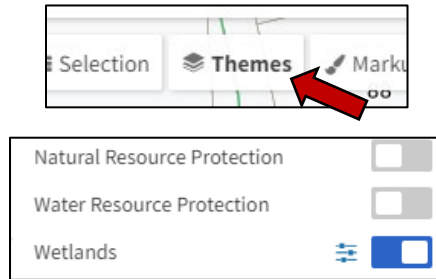 Selection Themes Marku
Natural Resource Protection
Water Resource Protection
Wetlands